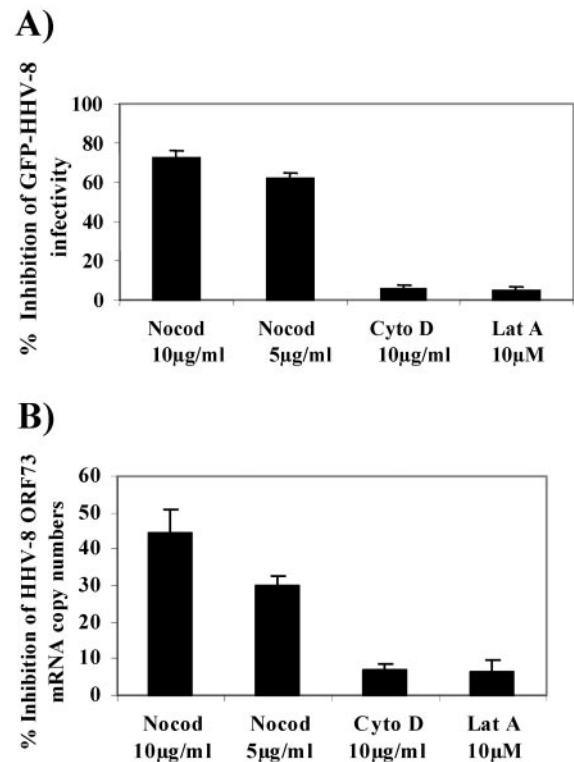 A)
% Inhibition of GFP-HHV-8
infectivity
100
80
60
40
20
0
Nocod Nocod Cyto D Lat A
10µg/ml 5µg/ml 10µg/ml 10µM
B)
% Inhibition of HHV-8 ORF73
mRNA copy numbers
60
50
40
30
20
10
0
Nocod Nocod Cyto D Lat A
10µg/ml 5µg/ml 10µg/ml 10µM